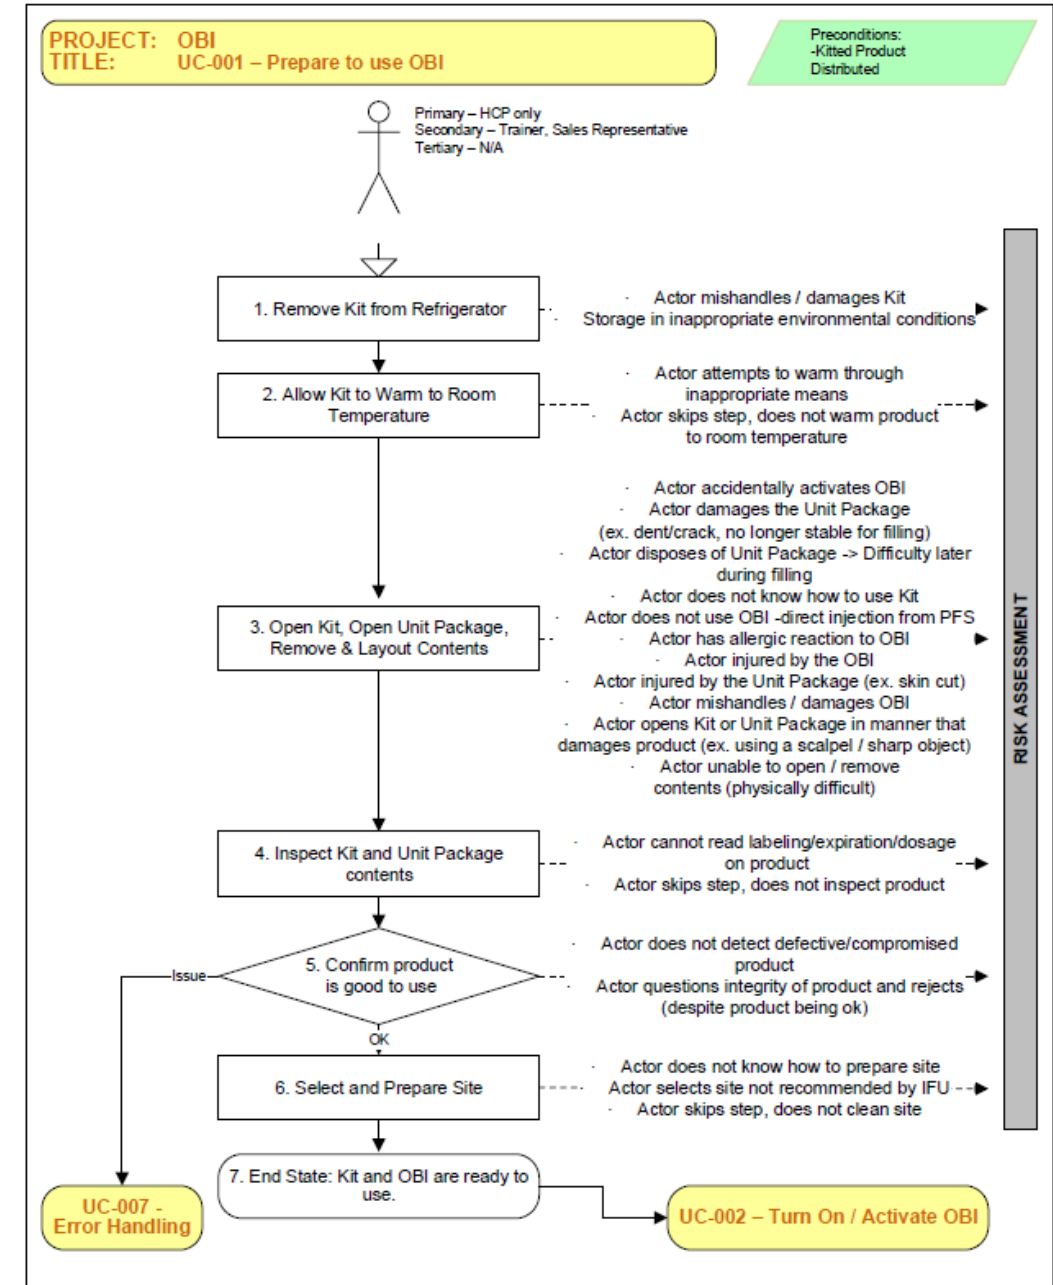 PROJECT: OBI
TITLE: UC-001 – Prepare to use OBI
Preconditions:
-Kitted Product
Distributed
Primary – HCP only
Secondary – Trainer, Sales Representative
Tertiary – N/A
1. Remove Kit from Refrigerator
· Actor mishandles / damages Kit
· Storage in inappropriate environmental conditions
2. Allow Kit to Warm to Room
Temperature
· Actor attempts to warm through
inappropriate means
· Actor skips step, does not warm product
to room temperature
3. Open Kit, Open Unit Package,
Remove & Layout Contents
· Actor accidentally activates OBI
· Actor damages the Unit Package
(ex. dent/crack, no longer stable for filling)
· Actor disposes of Unit Package -> Difficulty later
during filling
· Actor does not know how to use Kit
· Actor does not use OBI -direct injection from PFS
· Actor has allergic reaction to OBI
· Actor injured by the OBI
· Actor injured by the Unit Package (ex. skin cut)
· Actor mishandles / damages OBI
· Actor opens Kit or Unit Package in manner that
damages product (ex. using a scalpel / sharp object)
· Actor unable to open / remove
contents (physically difficult)
RISK ASSESSMENT
4. Inspect Kit and Unit Package
contents
· Actor cannot read labeling/expiration/dosage
on product
· Actor skips step, does not inspect product
5. Confirm product
is good to use
Issue
OK
· Actor does not detect defective/compromised
product
· Actor questions integrity of product and rejects
(despite product being ok)
6. Select and Prepare Site
· Actor does not know how to prepare site
· Actor selects site not recommended by IFU
· Actor skips step, does not clean site
7. End State: Kit and OBI are ready to
use.
UC-007 -
Error Handling
UC-002 – Turn On / Activate OBI